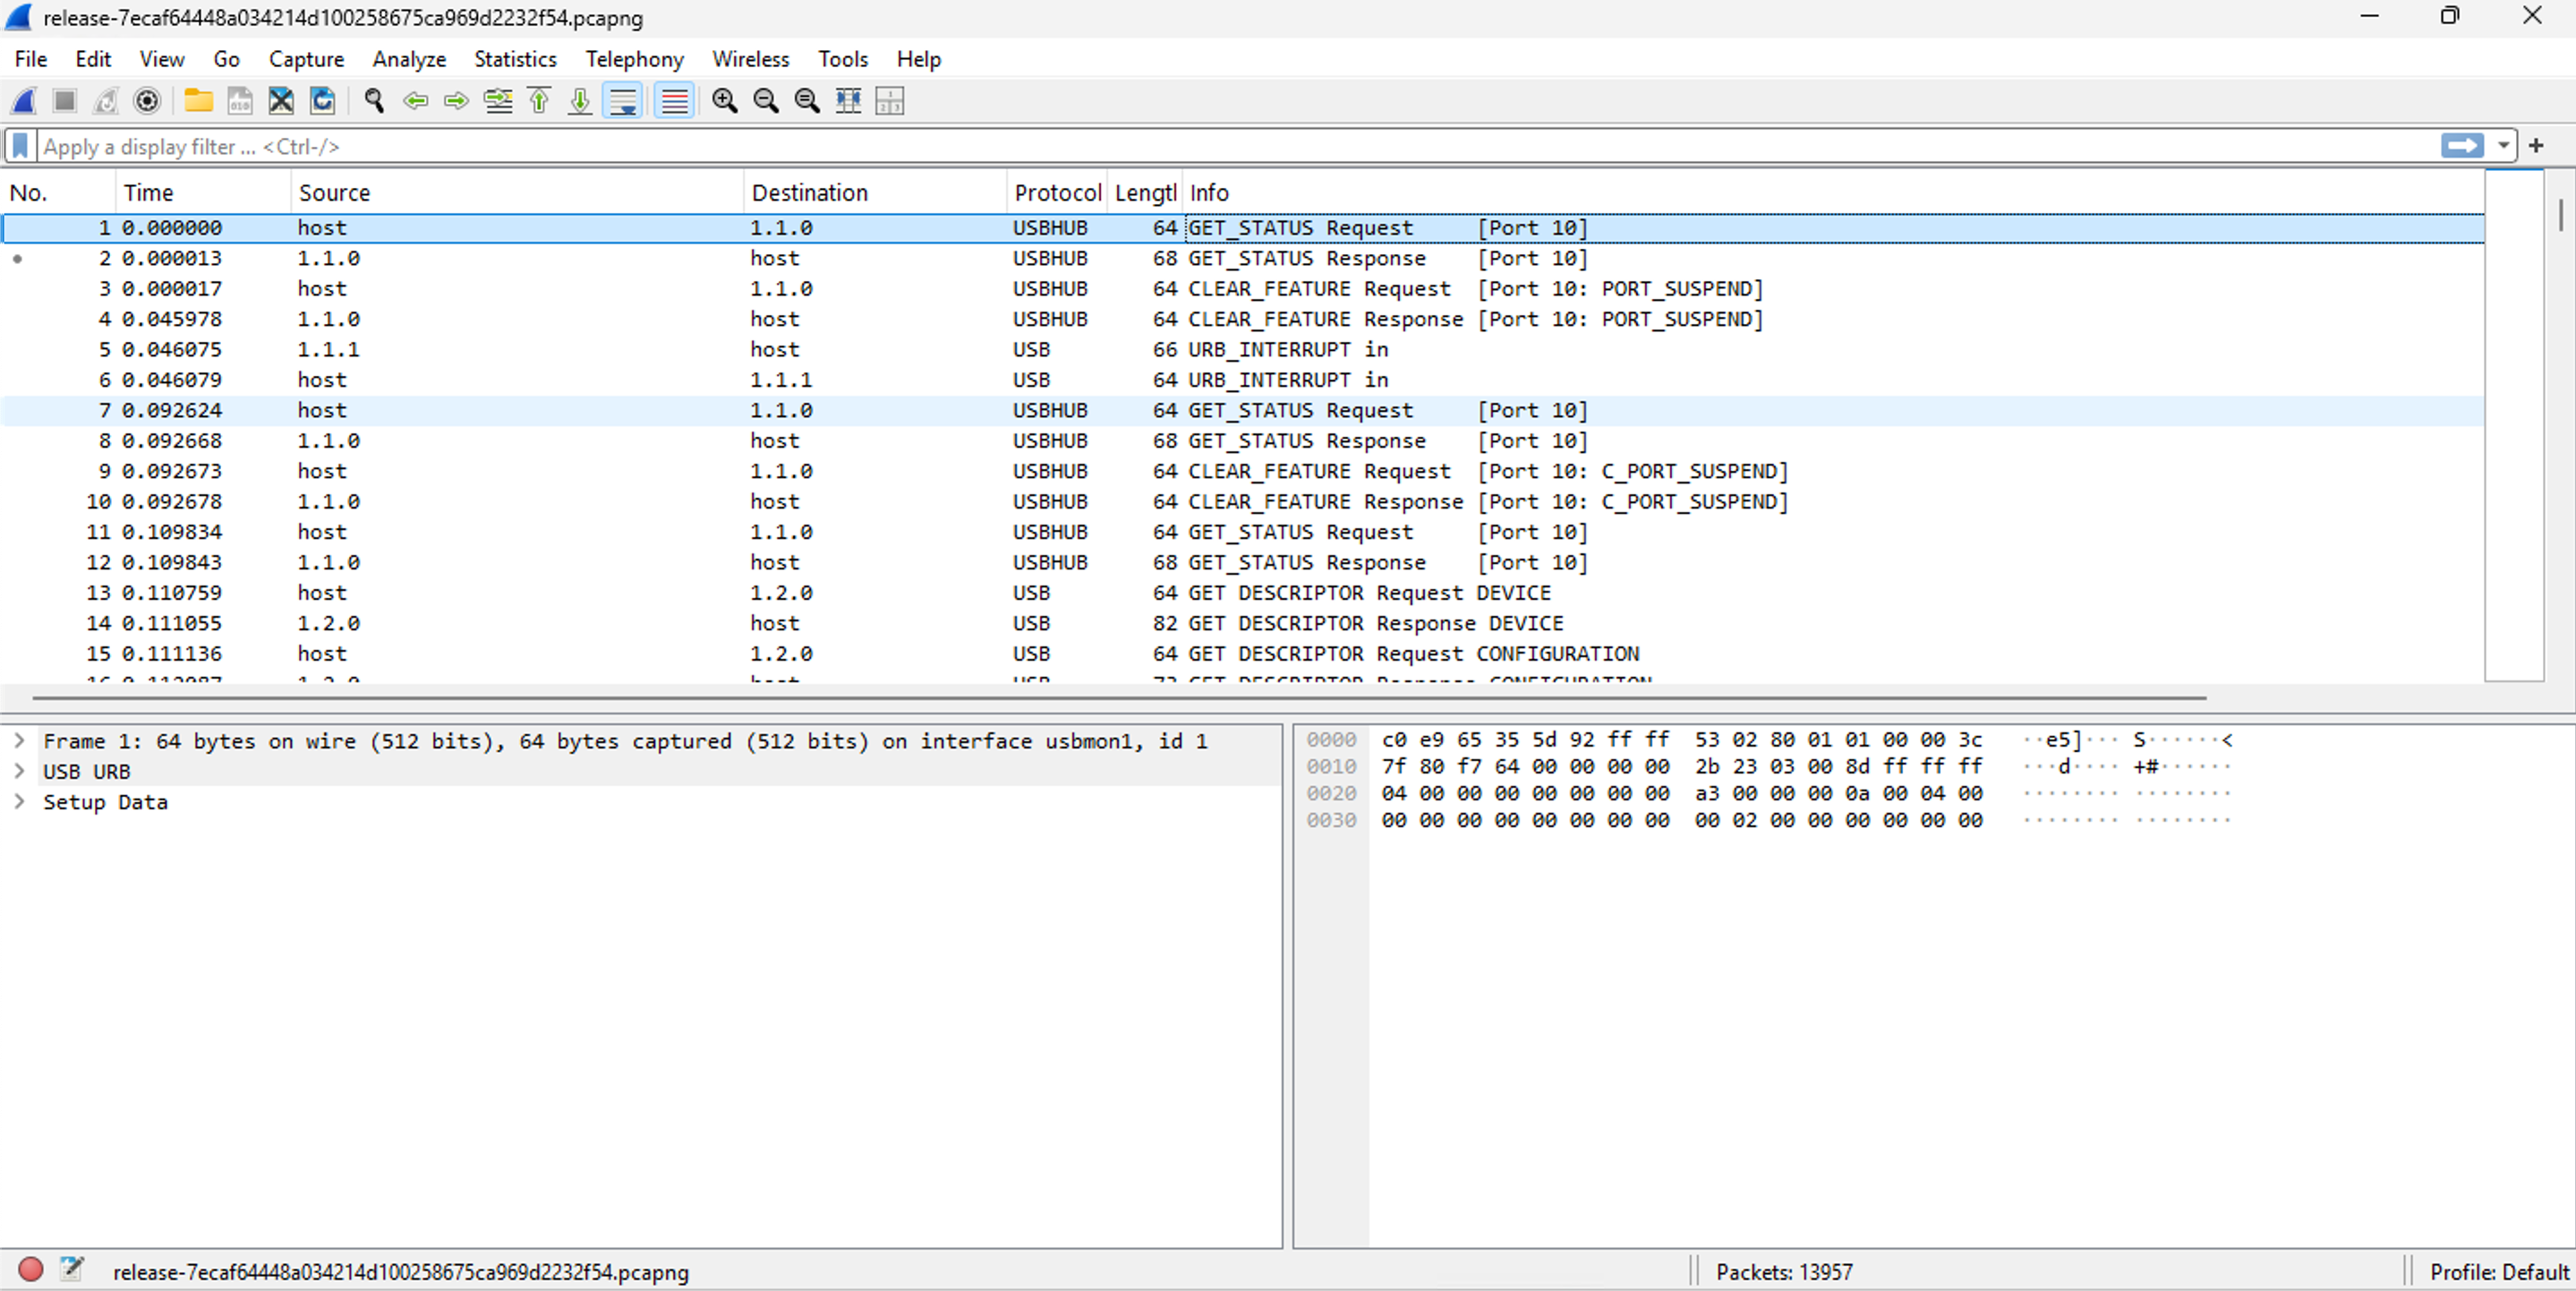 release-7ecaf64448a034214d100258675ca969d2232f54.pcapng
File Edit View Go Capture Analyze Statistics Telephony Wireless Tools Help
Apply a display filter ... <Ctrl-/>
No. Time Source Destination Protocol Lengtl Info
1 0.000000 host 1.1.0 USBHUB 64 GET_STATUS Request [Port 10]
2 0.000013 1.1.0 host USBHUB 68 GET_STATUS Response [Port 10]
3 0.000017 host 1.1.0 USBHUB 64 CLEAR_FEATURE Request [Port 10: PORT_SUSPEND]
4 0.045978 1.1.0 host USBHUB 64 CLEAR_FEATURE Response [Port 10: PORT_SUSPEND]
5 0.046075 1.1.1 host USB 66 URB_INTERRUPT in
6 0.046079 host 1.1.1 USB 64 URB_INTERRUPT in
7 0.092624 host 1.1.0 USBHUB 64 GET_STATUS Request [Port 10]
8 0.092668 1.1.0 host USBHUB 68 GET_STATUS Response [Port 10]
9 0.092673 host 1.1.0 USBHUB 64 CLEAR_FEATURE Request [Port 10: C_PORT_SUSPEND]
10 0.092678 1.1.0 host USBHUB 64 CLEAR_FEATURE Response [Port 10: C_PORT_SUSPEND]
11 0.109834 host 1.1.0 USBHUB 64 GET_STATUS Request [Port 10]
12 0.109843 1.1.0 host USBHUB 68 GET_STATUS Response [Port 10]
13 0.110759 host 1.2.0 USB 64 GET DESCRIPTOR Request DEVICE
14 0.111055 1.2.0 host USB 82 GET DESCRIPTOR Response DEVICE
15 0.111136 host 1.2.0 USB 64 GET DESCRIPTOR Request CONFIGURATION
Frame 1: 64 bytes on wire (512 bits), 64 bytes captured (512 bits) on interface usbmon1, id 1
USB URB
Setup Data
0000 c0 e9 65 35 5d 92 ff ff 53 02 80 01 01 00 00 3c ··e5]··· S······<
0010 7f 80 f7 64 00 00 00 00 2b 23 03 00 8d ff ff ff ···d···· +#······
0020 04 00 00 00 00 00 00 00 a3 00 00 00 0a 00 04 00 ········ ········
0030 00 00 00 00 00 00 00 00 00 02 00 00 00 00 00 00 ········ ········
release-7ecaf64448a034214d100258675ca969d2232f54.pcapng
Packets: 13957
Profile: Default